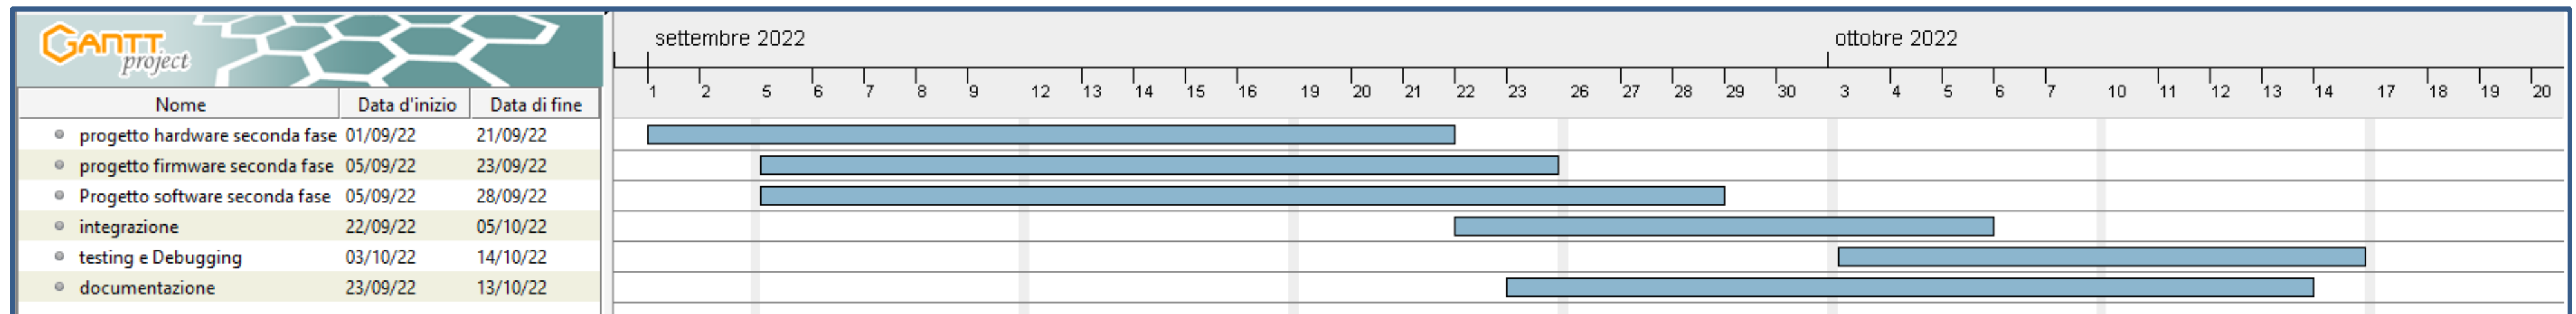 GANTT
project
settembre 2022
ottobre 2022
1 2 5 6 7 8 9 12 13 14 15 16 19 20 21 22 23 26 27 28 29 30 3 4 5 6 7 10 11 12 13 14 17 18 19 20
Nome Data d'inizio Data di fine
progetto hardware seconda fase 01/09/22 21/09/22
progetto firmware seconda fase 05/09/22 23/09/22
Progetto software seconda fase 05/09/22 28/09/22
integrazione 22/09/22 05/10/22
testing e Debugging 03/10/22 14/10/22
documentazione 23/09/22 13/10/22